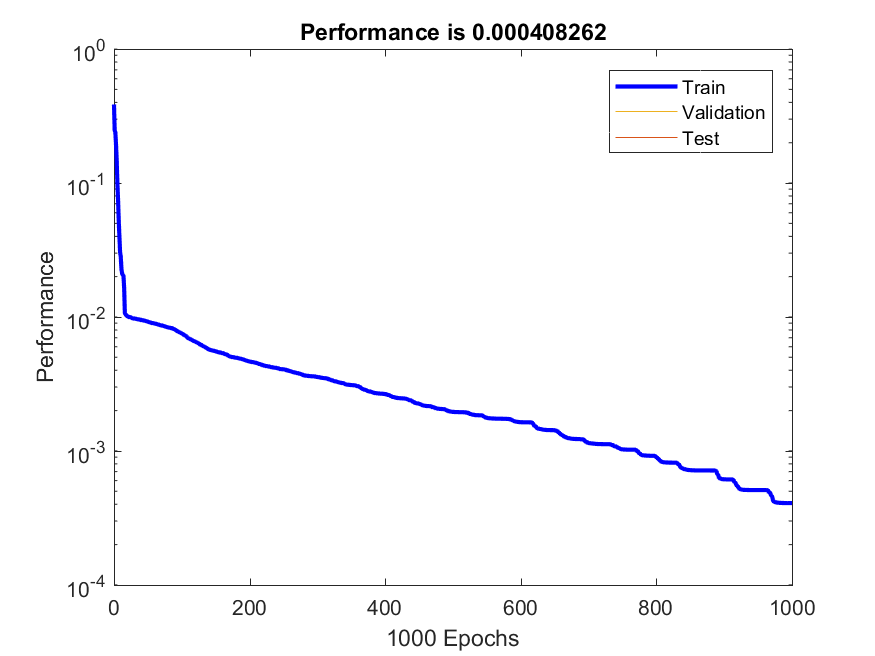 Performance is 0.000408262
10^0
10^-1
10^-2
10^-3
10^-4
Performance
Train
Validation
Test
0 200 400 600 800 1000
1000 Epochs